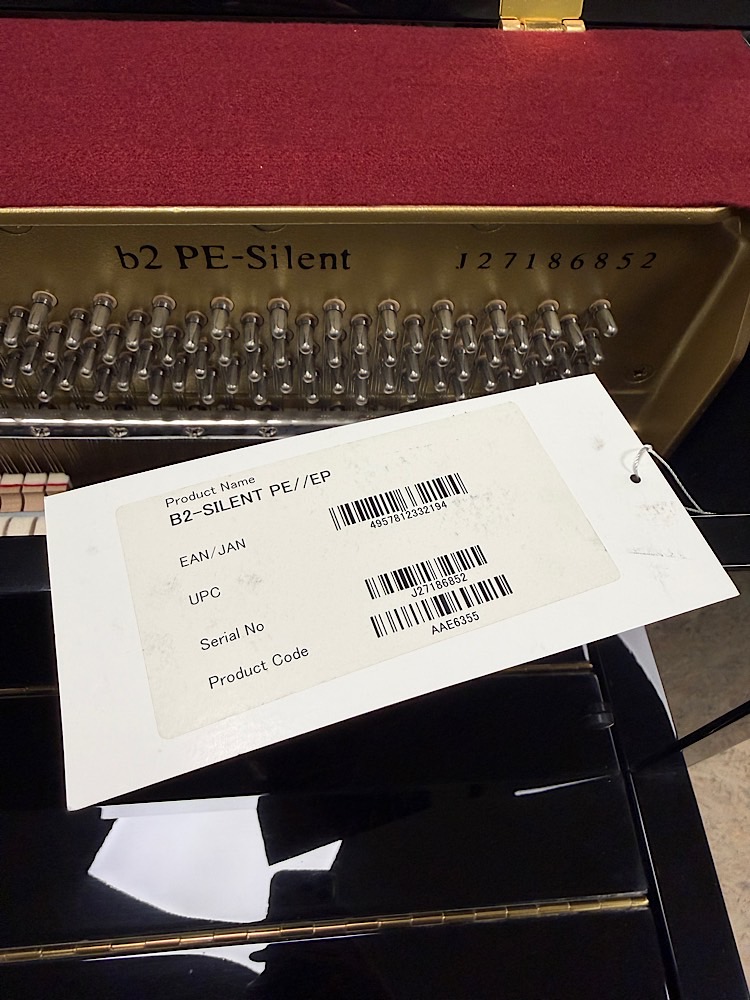 b2 PE-Silent J27186852
Product Name
B2-SILENT PE//EP
EAN/JAN
4957812332194
UPC
Serial No
J27186852
Product Code
AAE6355